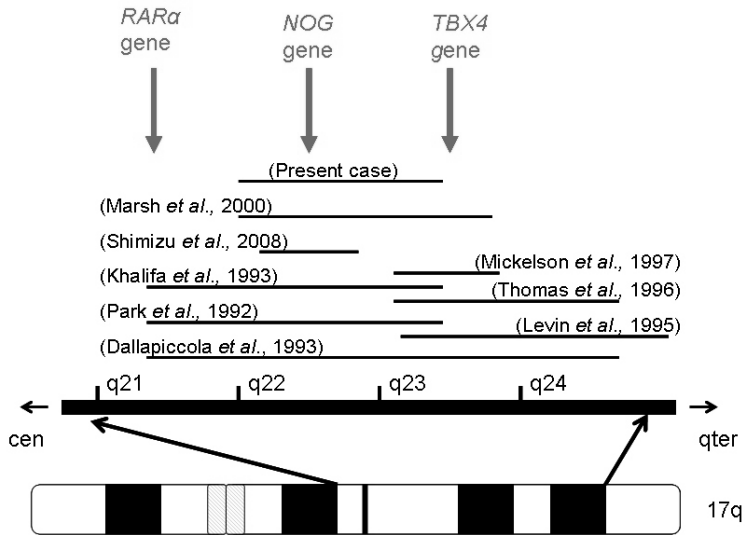 RARα
gene
NOG
gene
TBX4
gene
(Present case)
(Marsh et al., 2000)
(Shimizu et al., 2008)
(Mickelson et al., 1997)
(Khalifa et al., 1993)
(Thomas et al., 1996)
(Park et al., 1992)
(Levin et al., 1995)
(Dallapiccola et al., 1993)
q21 q22 q23 q24
cen qter
17q